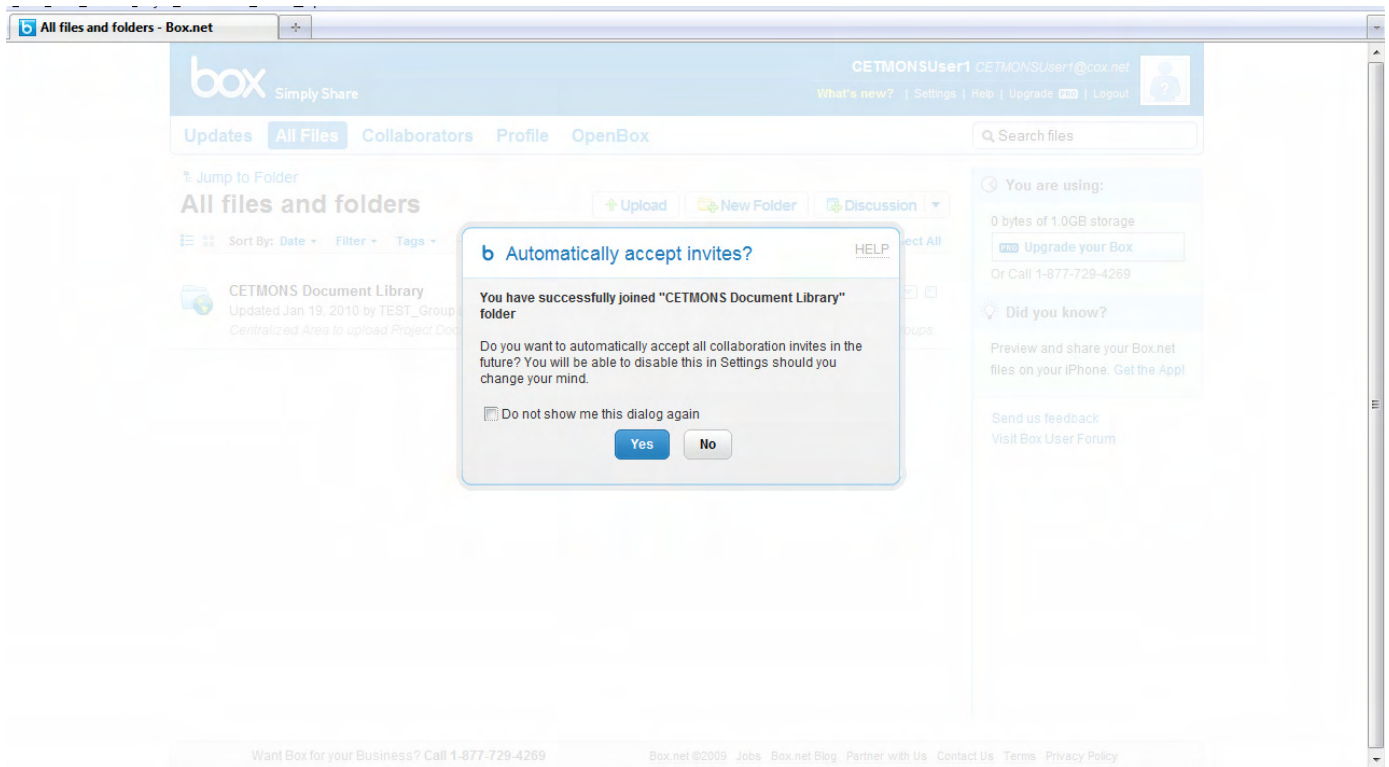 All files and folders - Box.net
box Simply Share
CETMONSUser1 CETMONSUser1@cox.net
What's new? | Settings | Help | Upgrade PRO | Logout
Updates All Files Collaborators Profile OpenBox
Search files
Jump to Folder
All files and folders
Upload New Folder Discussion
Sort By: Date Filter Tags
ect All
CETMONS Document Library
Updated Jan 19, 2010 by TEST_Group
Centralized Area to upload Project Doc
oups.
Automatically accept invites?
HELP
You have successfully joined "CETMONS Document Library"
folder
Do you want to automatically accept all collaboration invites in the
future? You will be able to disable this in Settings should you
change your mind.
Do not show me this dialog again
Yes No
You are using:
0 bytes of 1.0GB storage
PRO Upgrade your Box
Or Call 1-877-729-4269
Did you know?
Preview and share your Box.net
files on your iPhone. Get the App!
Send us feedback
Visit Box User Forum
Want Box for your Business? Call 1-877-729-4269
Box.net ©2009 Jobs Box.net Blog Partner with Us Contact Us Terms Privacy Policy